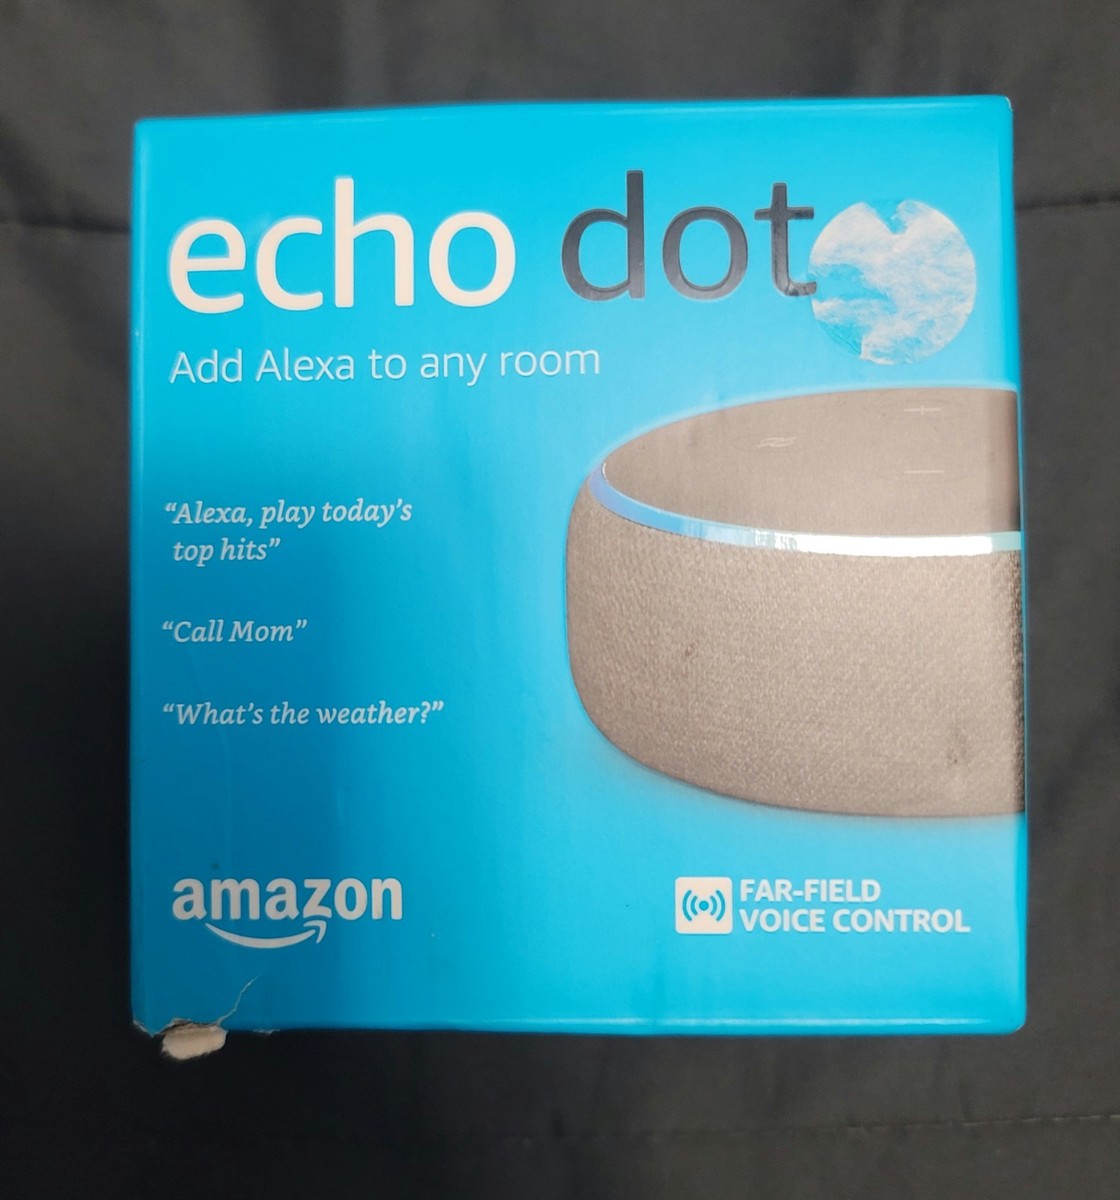 echo dot
Add Alexa to any room
“Alexa, play today’s
top hits”
“Call Mom”
“What’s the weather?”
amazon
FAR-FIELD
VOICE CONTROL